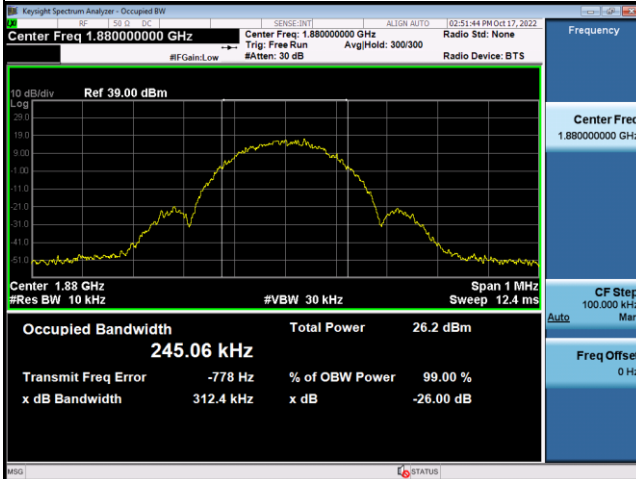 Keysight Spectrum Analyzer - Occupied BW
RF 50 Ω DC SENSE:INT ALIGN AUTO 02:51:44 PM Oct 17, 2022
Center Freq 1.880000000 GHz
Center Freq: 1.880000000 GHz
Radio Std: None
Trig: Free Run Avg|Hold: 300/300
#IFGain:Low
#Atten: 30 dB
Radio Device: BTS
10 dB/div Ref 39.00 dBm
Log
29.0
19.0
9.00
-1.00
-11.0
-21.0
-31.0
-41.0
-51.0
Center 1.88 GHz Span 1 MHz
#Res BW 10 kHz #VBW 30 kHz Sweep 12.4 ms
Occupied Bandwidth Total Power 26.2 dBm
245.06 kHz
Transmit Freq Error -778 Hz % of OBW Power 99.00 %
x dB Bandwidth 312.4 kHz x dB -26.00 dB
Frequency
Center Freq
1.880000000 GHz
CF Step
100.000 kHz
Auto Man
Freq Offset
0 Hz
MSG STATUS